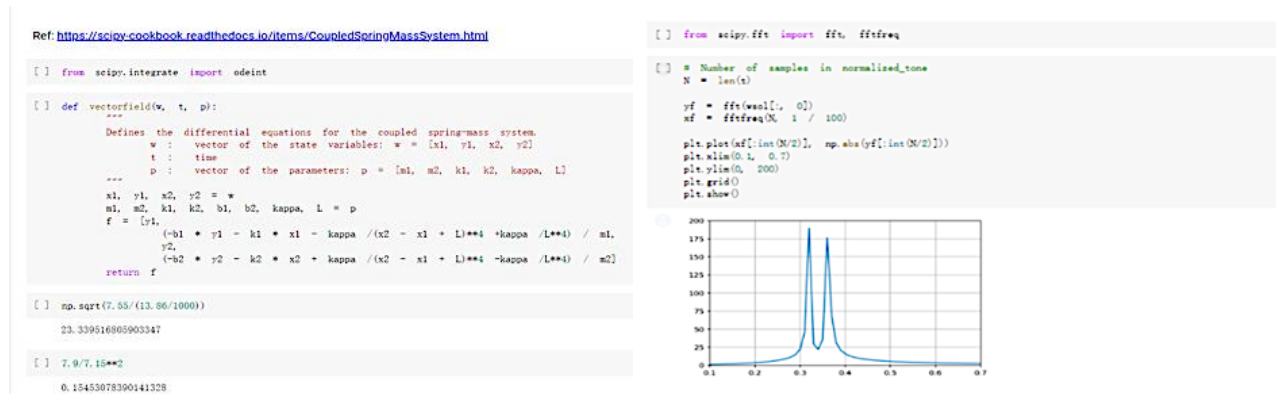 Ref: https://scipy-cookbook.readthedocs.io/items/CoupledSpringMassSystem.html
[ ] from scipy.integrate import odeint
[ ] def vectorfield(w, t, p):
"""
Defines the differential equations for the coupled spring-mass system.
w : vector of the state variables: w = [x1, y1, x2, y2]
t : time
p : vector of the parameters: p = [m1, m2, k1, k2, kappa, L]
"""
x1, y1, x2, y2 = w
m1, m2, k1, k2, b1, b2, kappa, L = p
f = [y1,
(-b1 * y1 - k1 * x1 - kappa /(x2 - x1 + L)**4 +kappa /L**4) / m1,
y2,
(-b2 * y2 - k2 * x2 + kappa /(x2 - x1 + L)**4 -kappa /L**4) / m2]
return f
[ ] np.sqrt(7.55/(13.86/1000))
23.339516805903347
[ ] 7.9/7.15**2
0.15453078390141328
[ ] from scipy.fft import fft, fftfreq
[ ] # Number of samples in normalized_tone
N = len(t)
yf = fft(wsol[:, 0])
xf = fftfreq(N, 1 / 100)
plt.plot(xf[:int(N/2)], np.abs(yf[:int(N/2)]))
plt.xlim(0.1, 0.7)
plt.ylim(0, 200)
plt.grid()
plt.show()
200
175
150
125
100
75
50
25
0
0.1 0.2 0.3 0.4 0.5 0.6 0.7